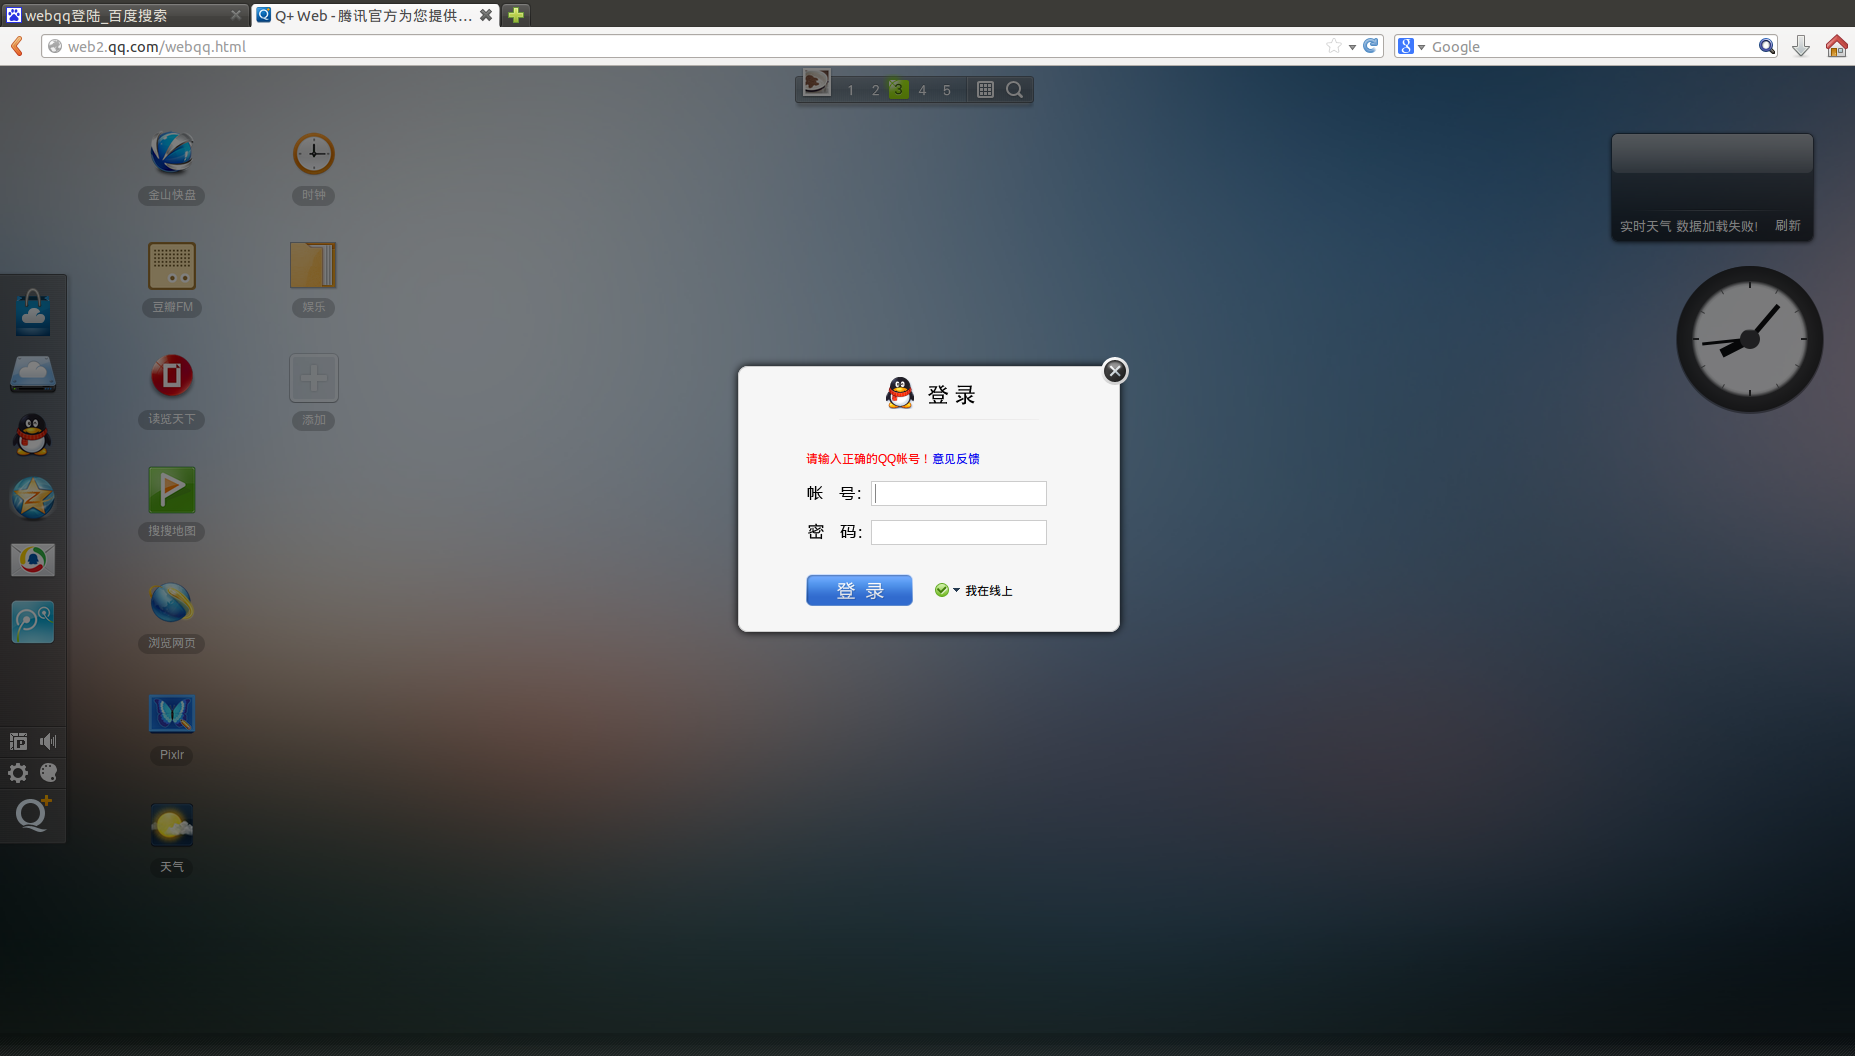 webqq登陆_百度搜索
Q+ Web - 腾讯官方为您提供...
web2.qq.com/webqq.html
Google
1 2 3 4 5
金山快盘
时钟
豆瓣FM
娱乐
读览天下
添加
搜搜地图
浏览网页
Pixlr
天气
实时天气 数据加载失败! 刷新
登 录
请输入正确的QQ帐号！意见反馈
帐 号：
密 码：
登 录
我在线上